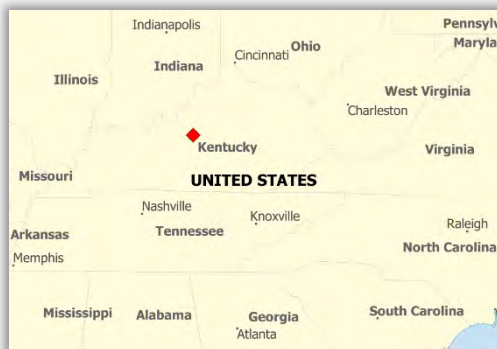 Indianapolis
Pennsylv
Ohio
Maryla
Cincinnati
Indiana
Illinois
West Virginia
Charleston
Kentucky
Virginia
Missouri
UNITED STATES
Nashville
Knoxville
Raleigh
Tennessee
Arkansas
North Carolina
Memphis
Mississippi
Alabama
Georgia
South Carolina
Atlanta